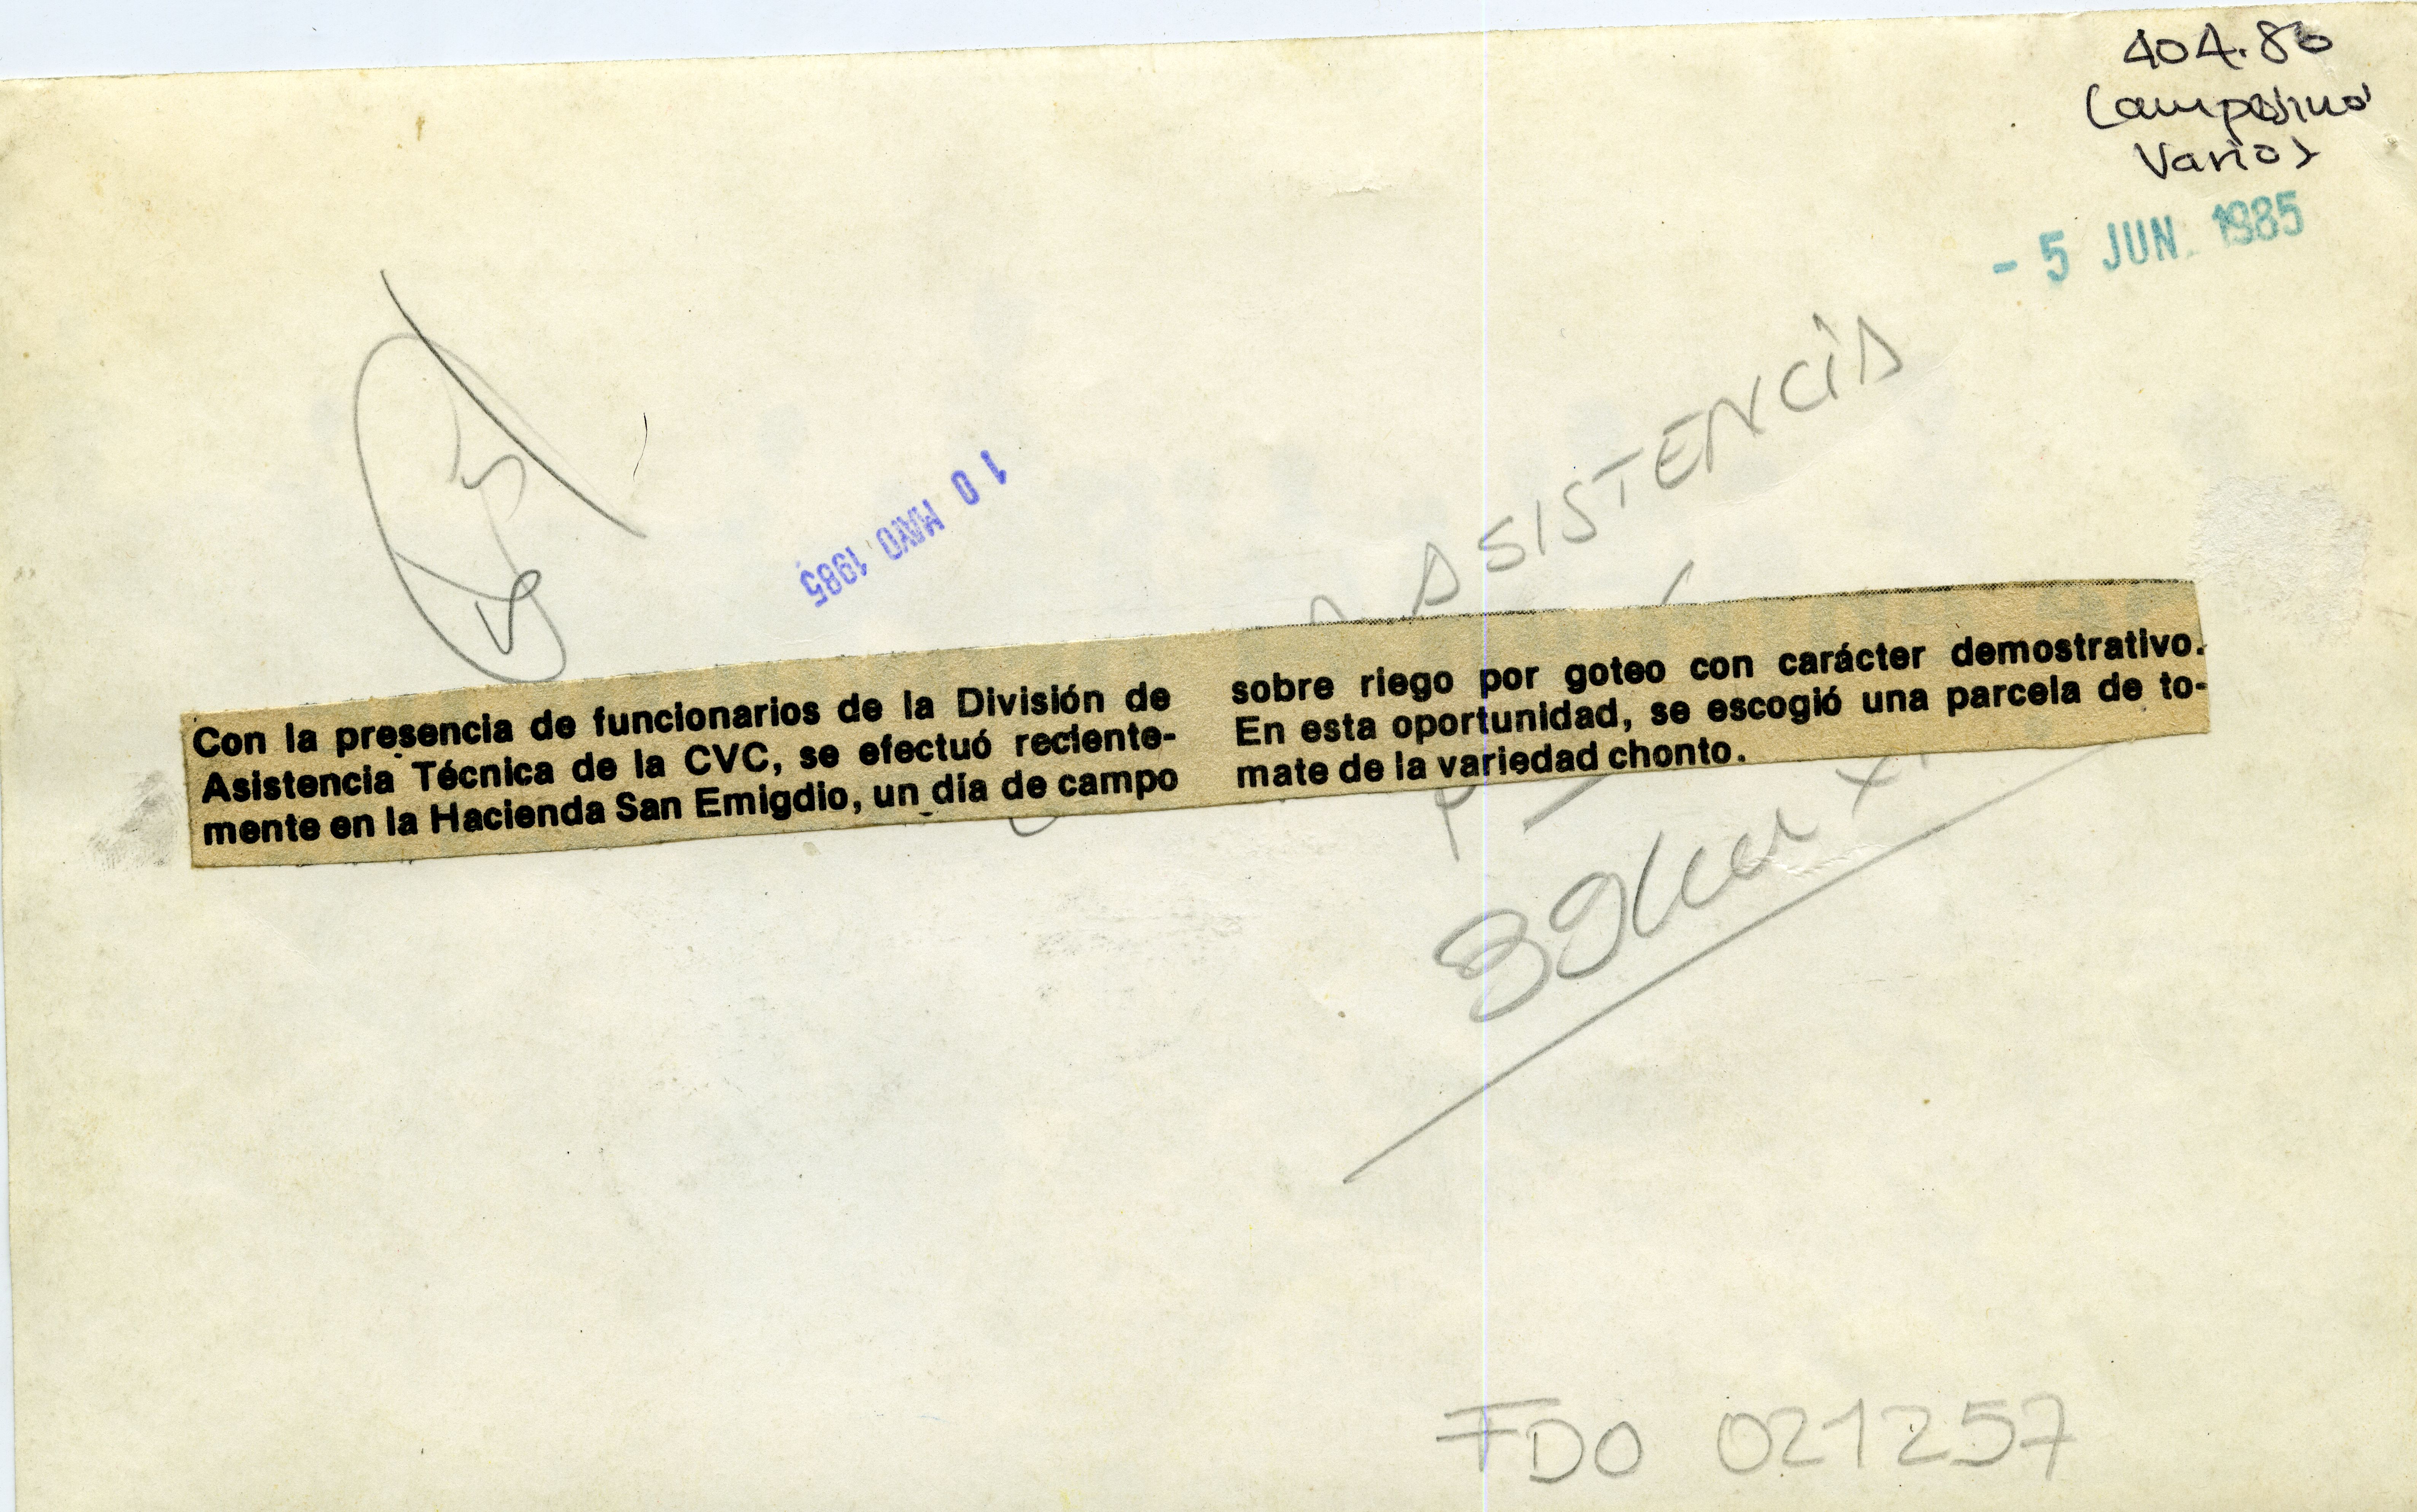 404.80
Campesino
Varios
- 5 JUN. 1985
ASISTENCIA
10 MAYO 1985
Con la presencia de funcionarios de la División de
Asistencia Técnica de la CVC, se efectuó reciente-
mente en la Hacienda San Emigdio, un día de campo
sobre riego por goteo con carácter demostrativo.
En esta oportunidad, se escogió una parcela de to-
mate de la variedad chonto.
FDO 021257